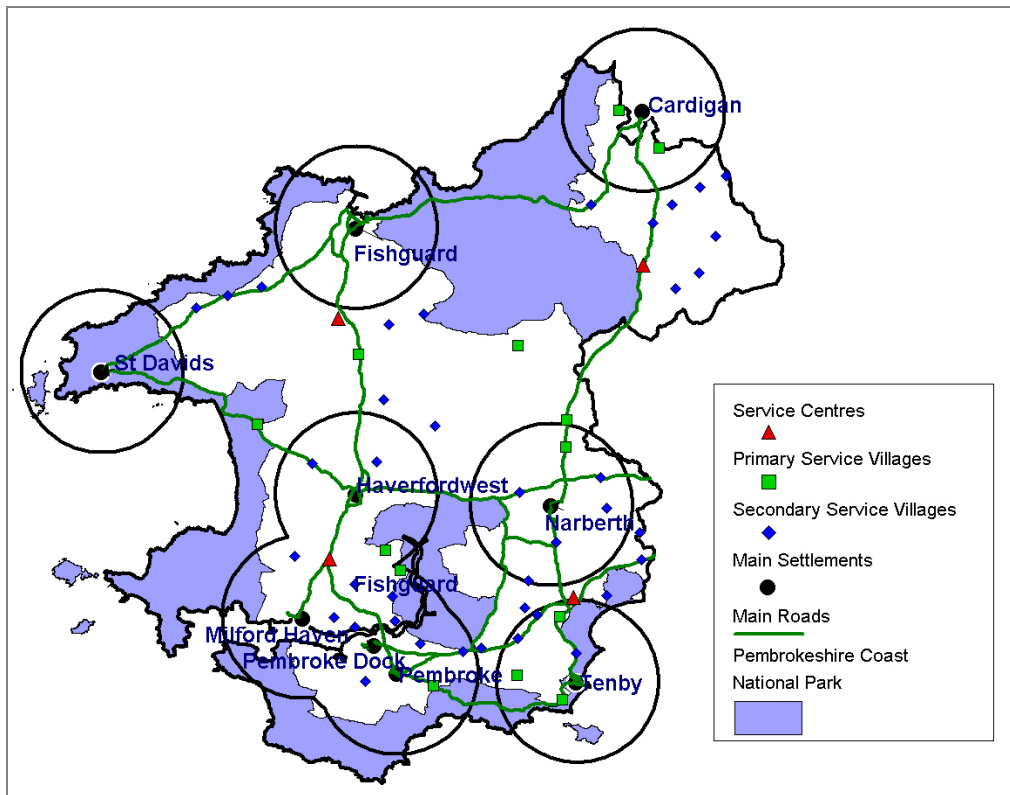 Cardigan
Fishguard
St Davids
Haverfordwest
Narberth
Fishguard
Milford Haven
Pembroke Dock
Pembroke
Tenby
Service Centres
Primary Service Villages
Secondary Service Villages
Main Settlements
Main Roads
Pembrokeshire Coast
National Park